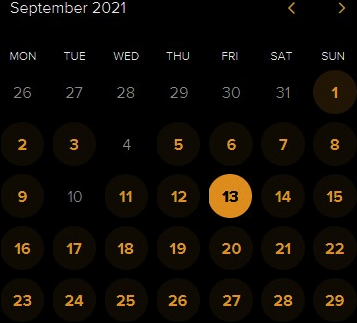 September 2021
MON TUE WED THU FRI SAT SUN
26 27 28 29 30 31 1
2 3 4 5 6 7 8
9 10 11 12 13 14 15
16 17 18 19 20 21 22
23 24 25 26 27 28 29